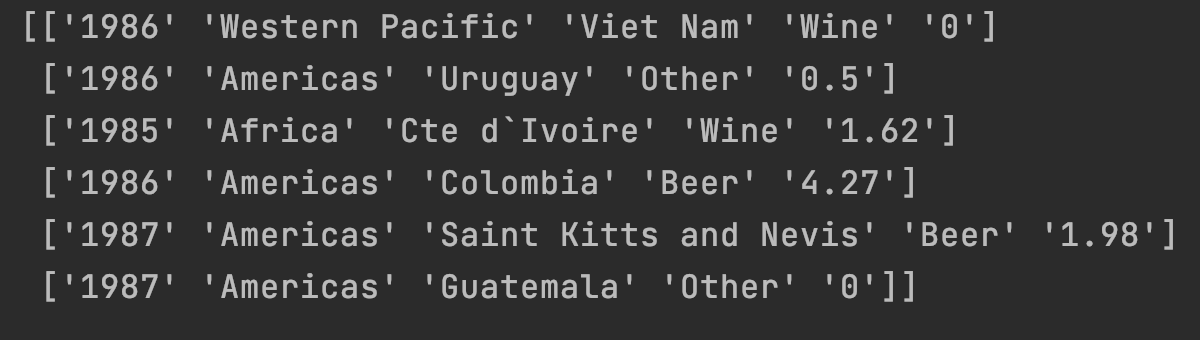 [['1986' 'Western Pacific' 'Viet Nam' 'Wine' '0']
['1986' 'Americas' 'Uruguay' 'Other' '0.5']
['1985' 'Africa' 'Cte d`Ivoire' 'Wine' '1.62']
['1986' 'Americas' 'Colombia' 'Beer' '4.27']
['1987' 'Americas' 'Saint Kitts and Nevis' 'Beer' '1.98']
['1987' 'Americas' 'Guatemala' 'Other' '0']]